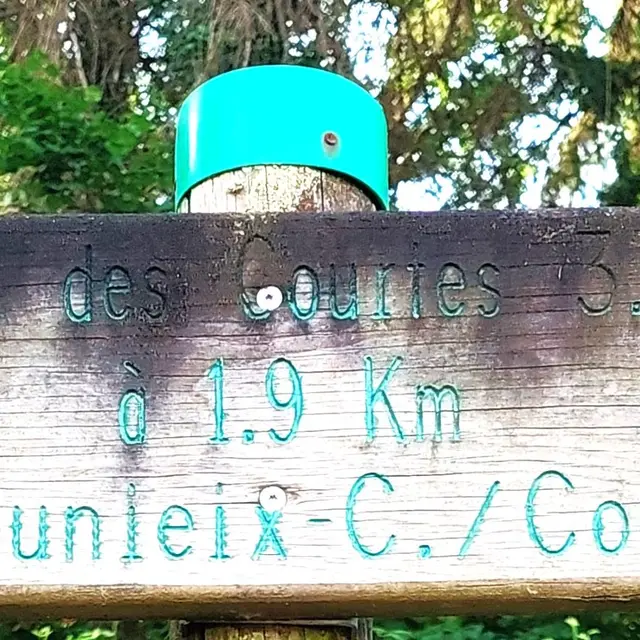 des Courtes 3.
à 1.9 Km
unieix-C./Co